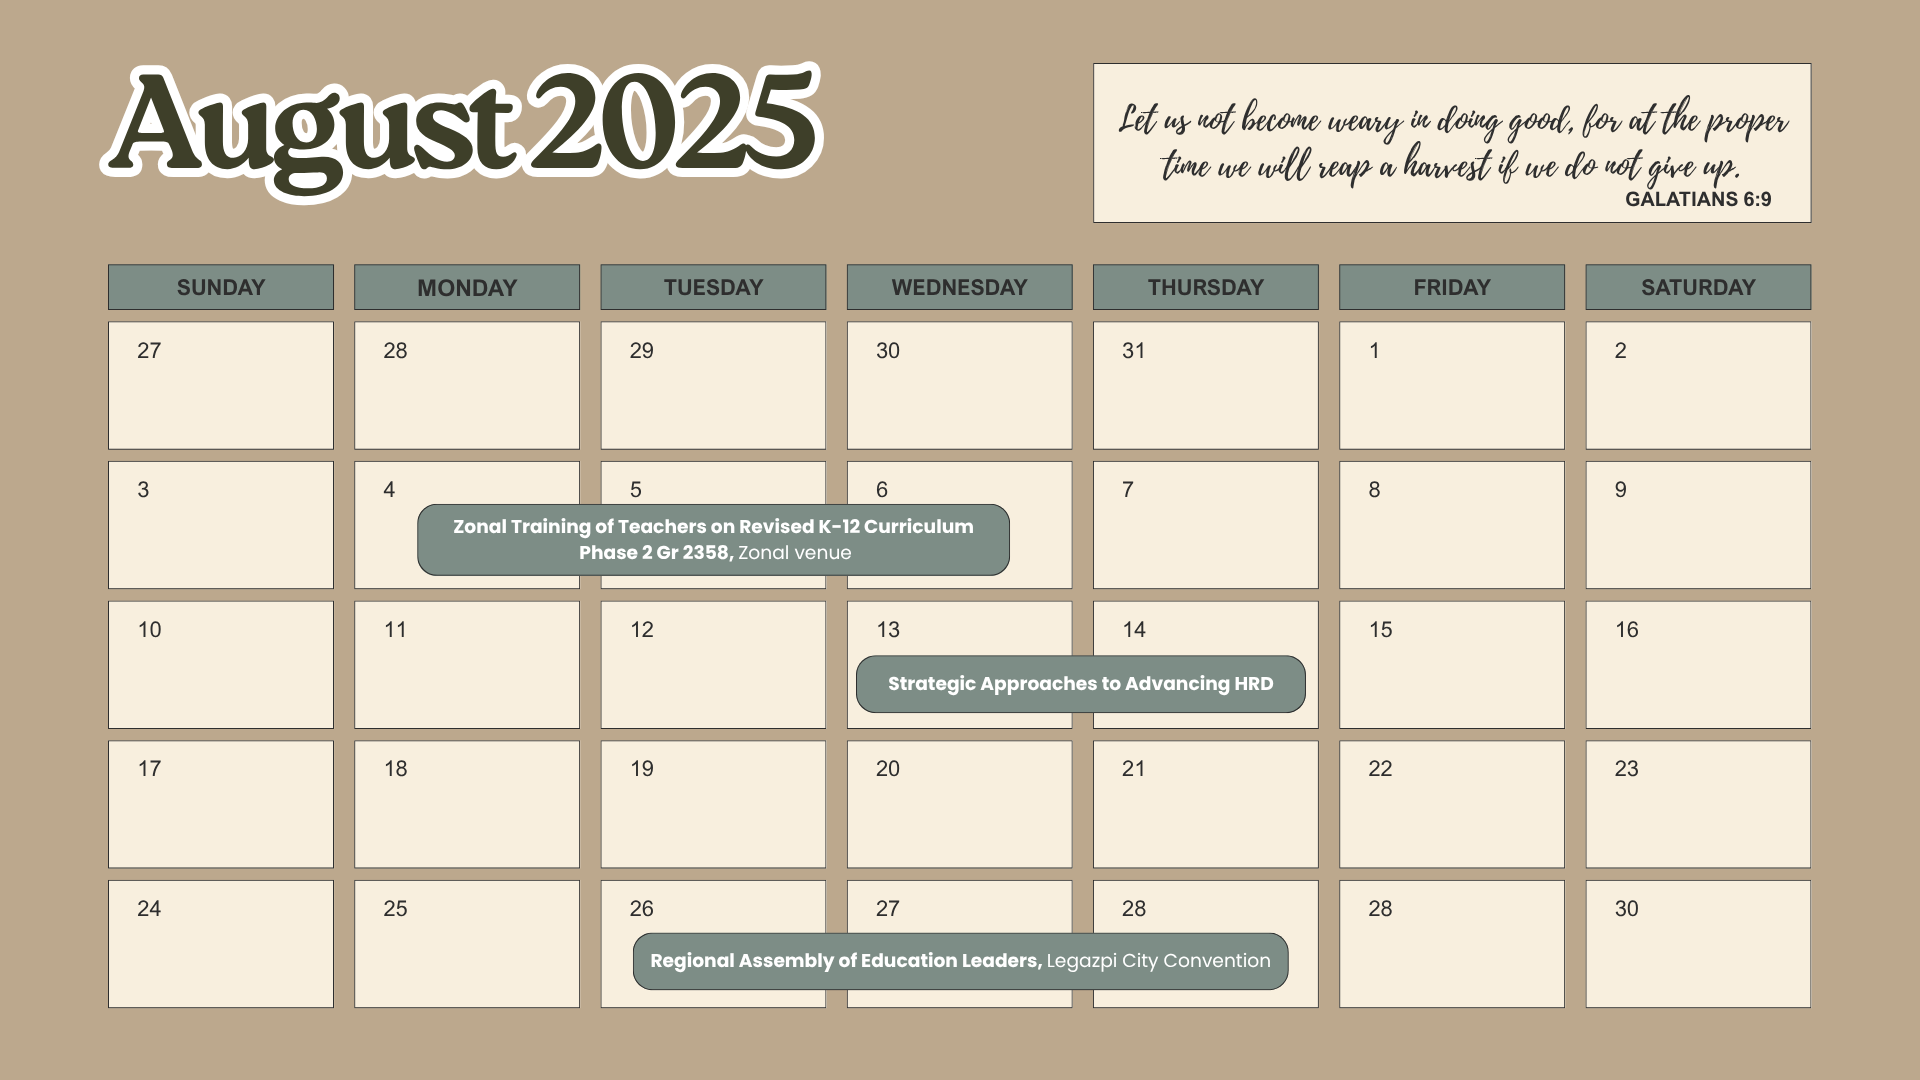 August 2025
Let us not become weary in doing good, for at the proper
time we will reap a harvest if we do not give up.
GALATIANS 6:9
SUNDAY MONDAY TUESDAY WEDNESDAY THURSDAY FRIDAY SATURDAY
27 28 29 30 31 1 2
3 4 5 6 7 8 9
Zonal Training of Teachers on Revised K-12 Curriculum
Phase 2 Gr 2358, Zonal venue
10 11 12 13 14 15 16
Strategic Approaches to Advancing HRD
17 18 19 20 21 22 23
24 25 26 27 28 28 30
Regional Assembly of Education Leaders, Legazpi City Convention